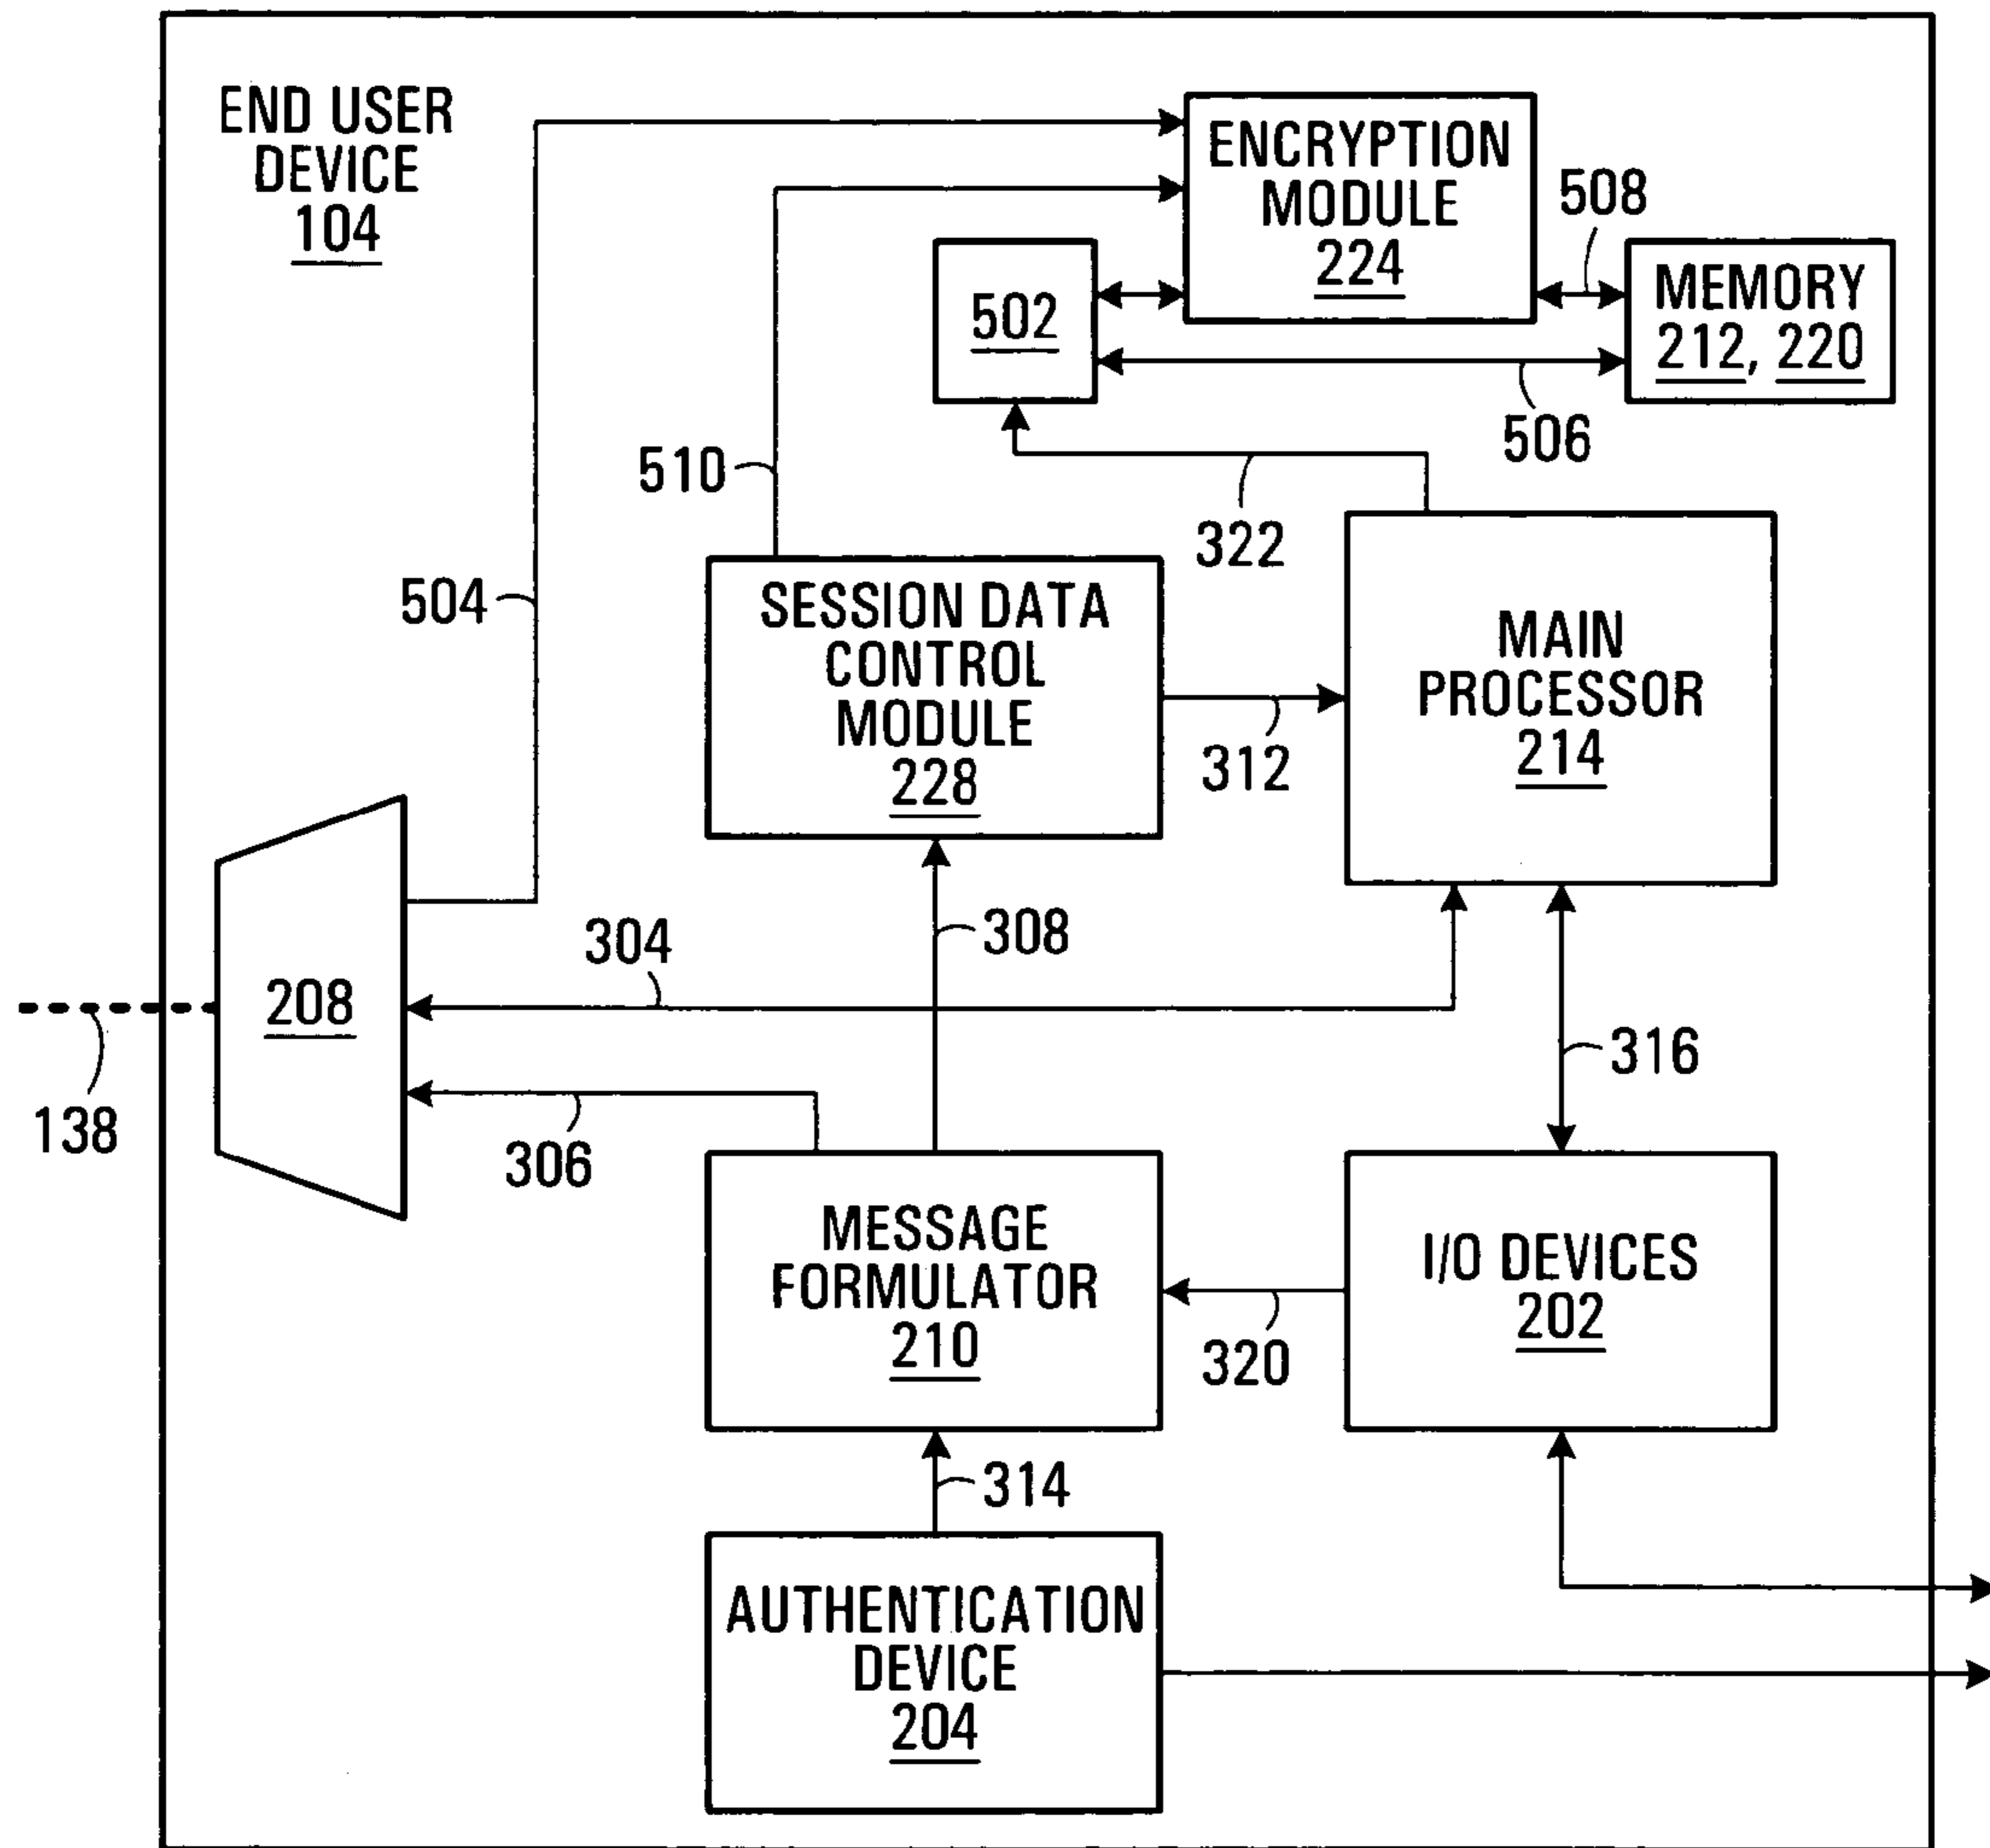 END USER
DEVICE
104
ENCRYPTION
MODULE
224
508
502
MEMORY
212, 220
506
510
322
504
SESSION DATA
CONTROL
MODULE
228
MAIN
PROCESSOR
214
312
308
304
208
316
138
306
MESSAGE
FORMULATOR
210
I/O DEVICES
202
320
314
AUTHENTICATION
DEVICE
204